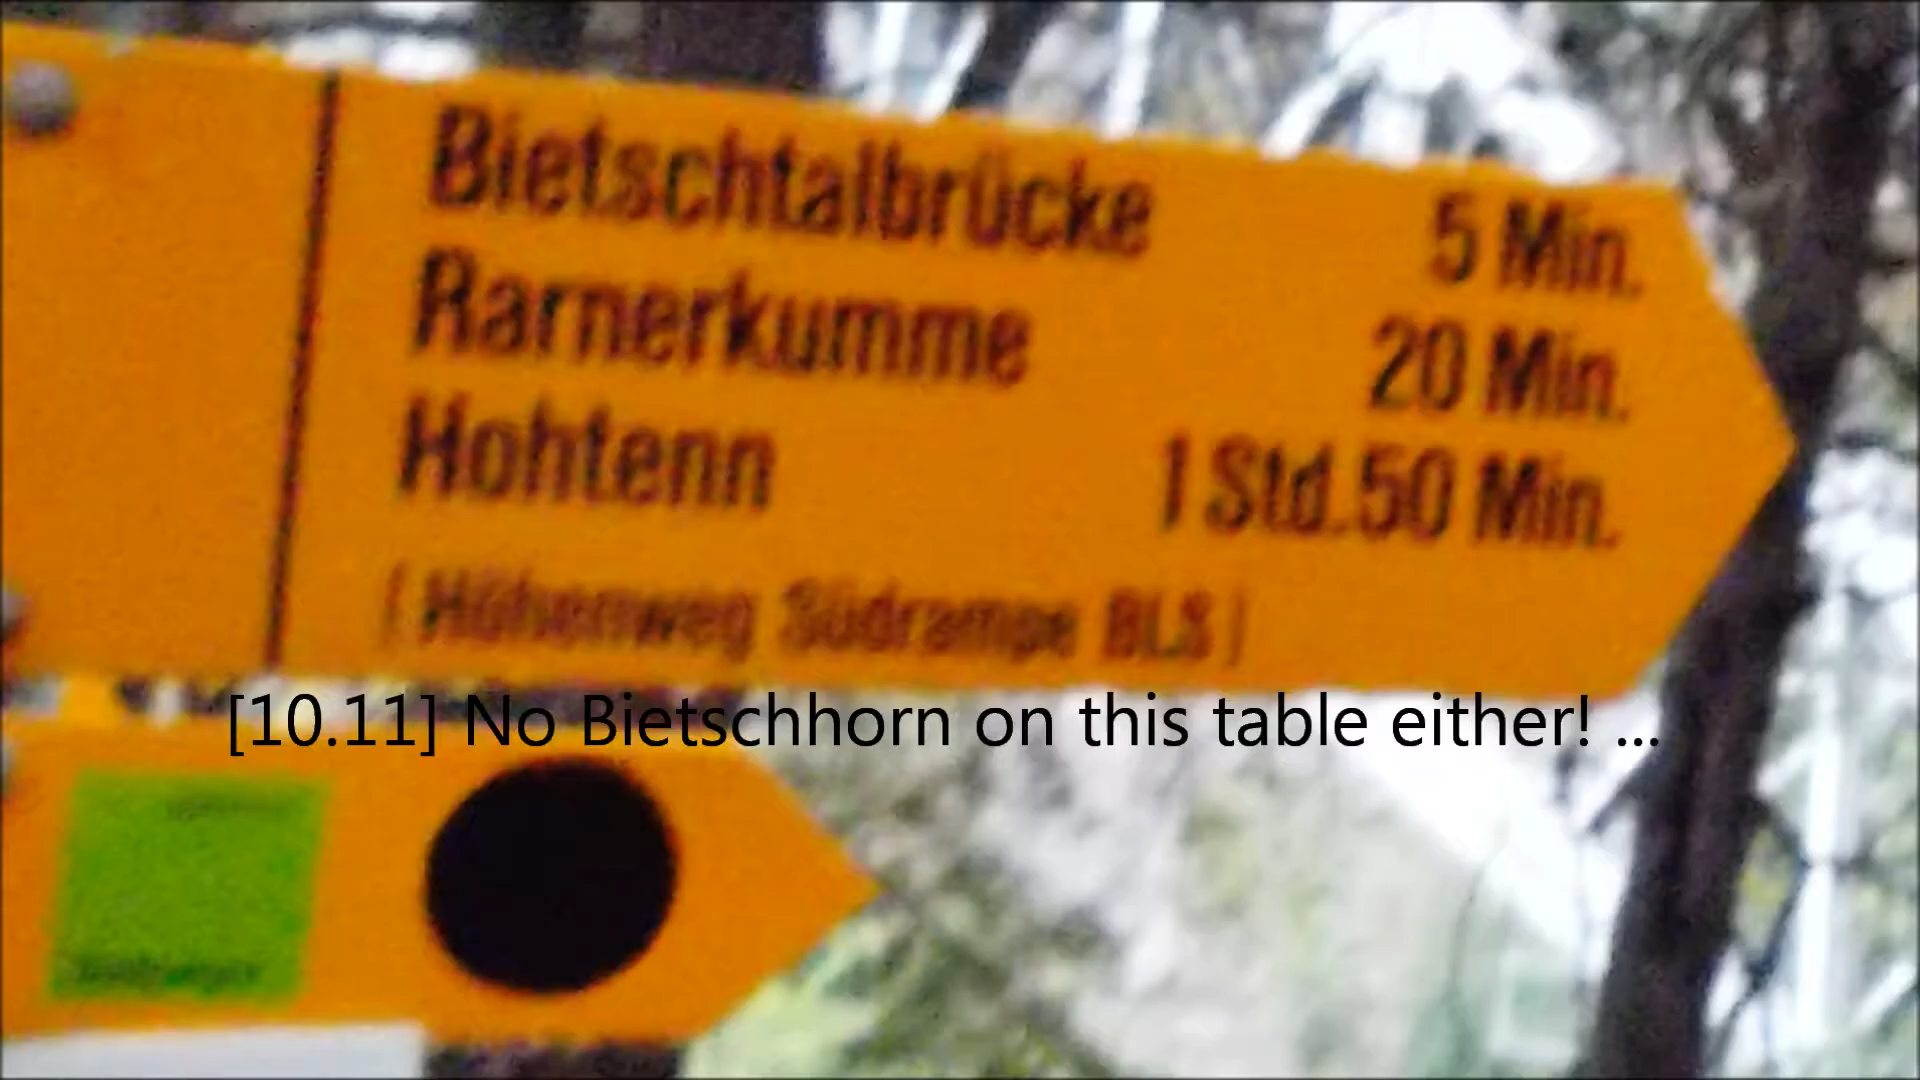 Bietschtalbrücke 5 Min.
Rarnerkumme 20 Min.
Hohtenn 1 Std. 50 Min.
( Höhenweg Südrampe BLS )
[10.11] No Bietschhorn on this table either! ...